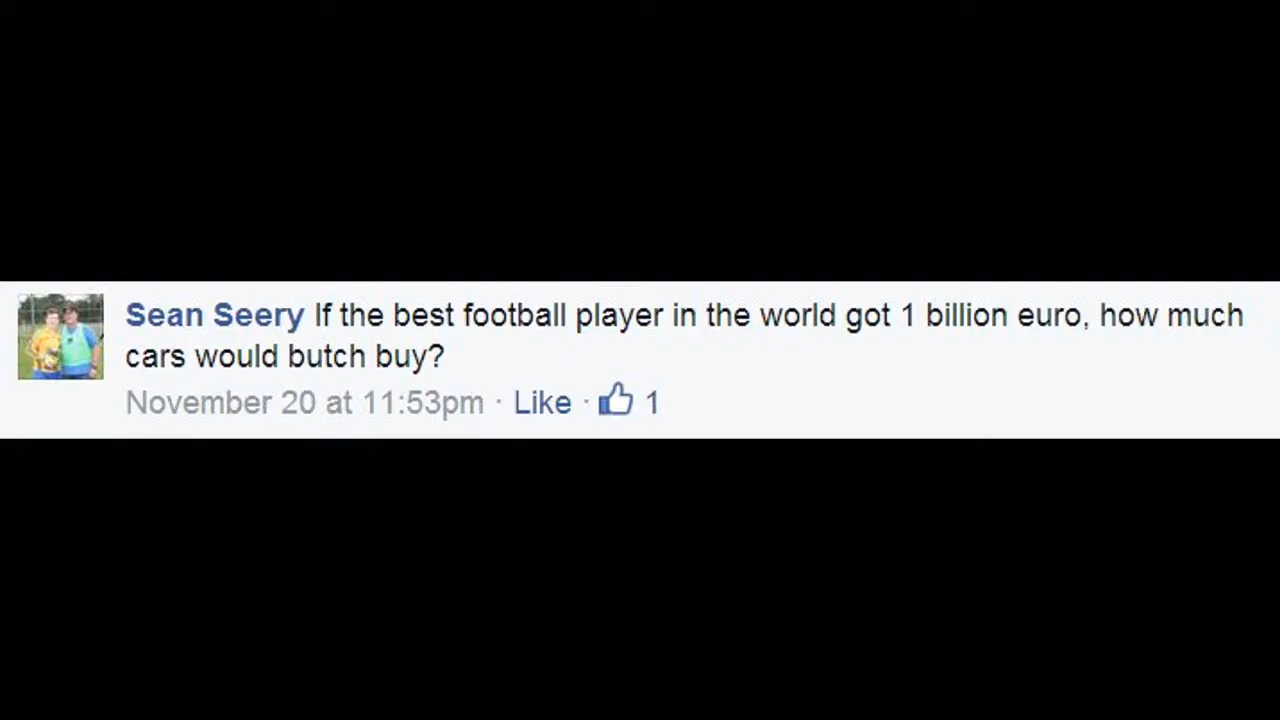 Sean Seery If the best football player in the world got 1 billion euro, how much
cars would butch buy?
November 20 at 11:53pm · Like · 1